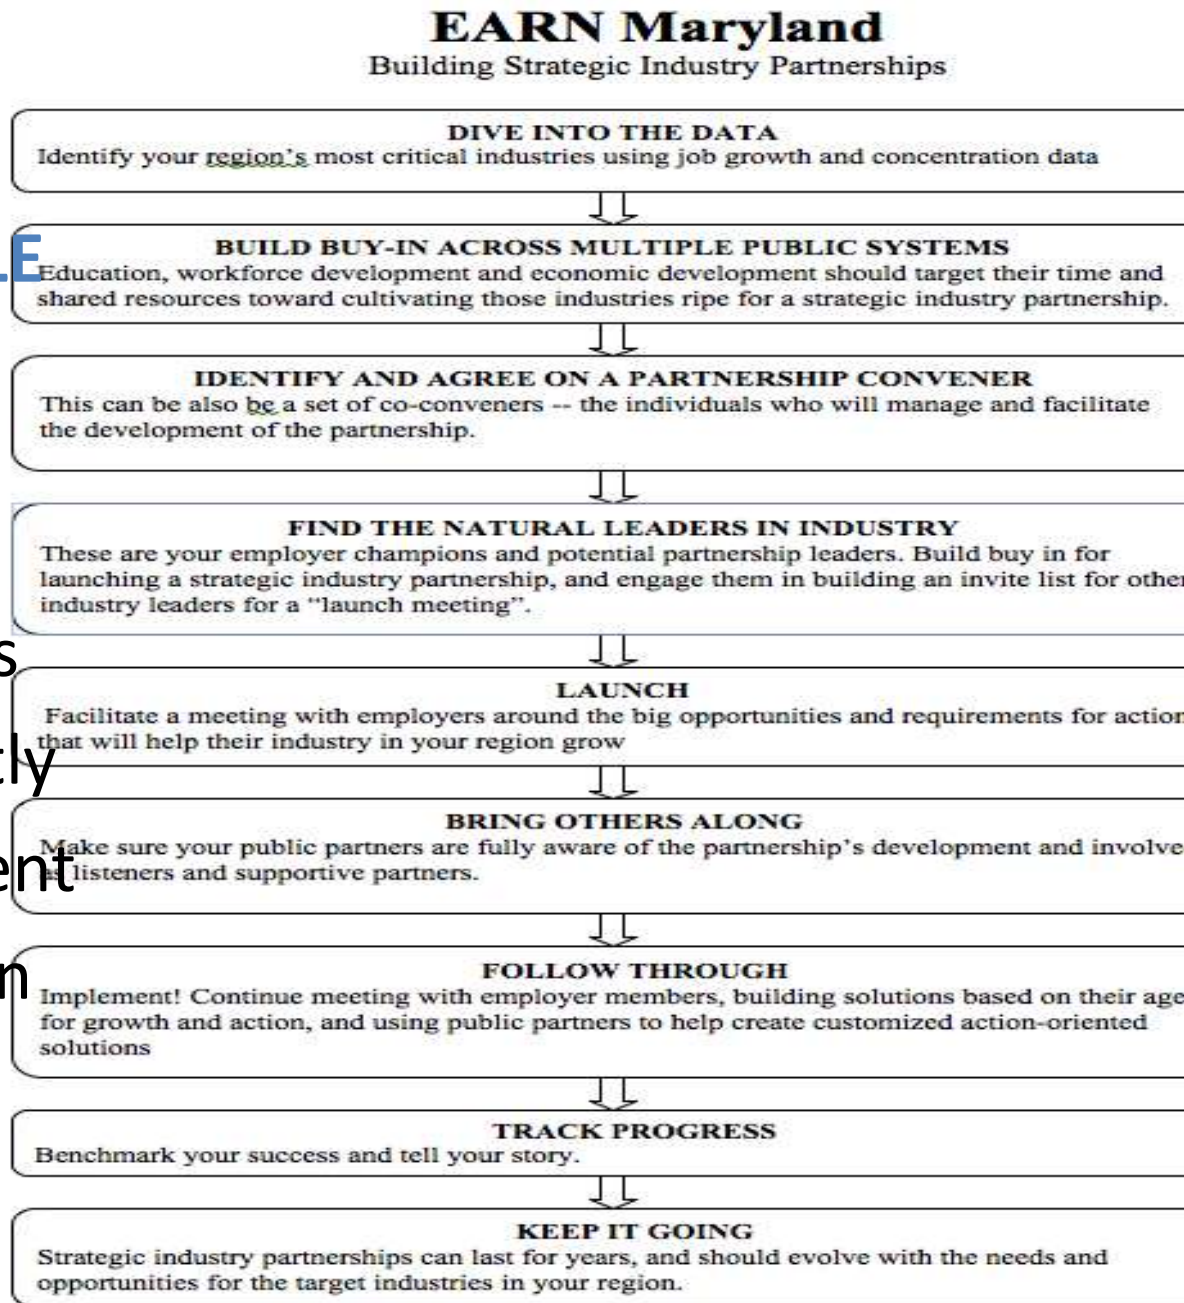 EARN Maryland
Building Strategic Industry Partnerships
DIVE INTO THE DATA
Identify your region's most critical industries using job growth and concentration data
LE
BUILD BUY-IN ACROSS MULTIPLE PUBLIC SYSTEMS
Education, workforce development and economic development should target their time and
shared resources toward cultivating those industries ripe for a strategic industry partnership.
IDENTIFY AND AGREE ON A PARTNERSHIP CONVENER
This can be also be a set of co-conveners -- the individuals who will manage and facilitate
the development of the partnership.
FIND THE NATURAL LEADERS IN INDUSTRY
These are your employer champions and potential partnership leaders. Build buy in for
launching a strategic industry partnership, and engage them in building an invite list for other
industry leaders for a “launch meeting”.
s
LAUNCH
Facilitate a meeting with employers around the big opportunities and requirements for action
that will help their industry in your region grow
tly
BRING OTHERS ALONG
Make sure your public partners are fully aware of the partnership's development and involve
as listeners and supportive partners.
ent
FOLLOW THROUGH
n
Implement! Continue meeting with employer members, building solutions based on their age
for growth and action, and using public partners to help create customized action-oriented
solutions
TRACK PROGRESS
Benchmark your success and tell your story.
KEEP IT GOING
Strategic industry partnerships can last for years, and should evolve with the needs and
opportunities for the target industries in your region.